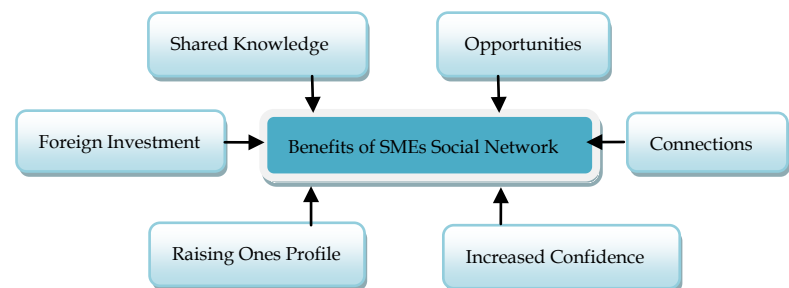 Shared Knowledge
Opportunities
Foreign Investment
Benefits of SMEs Social Network
Connections
Raising Ones Profile
Increased Confidence